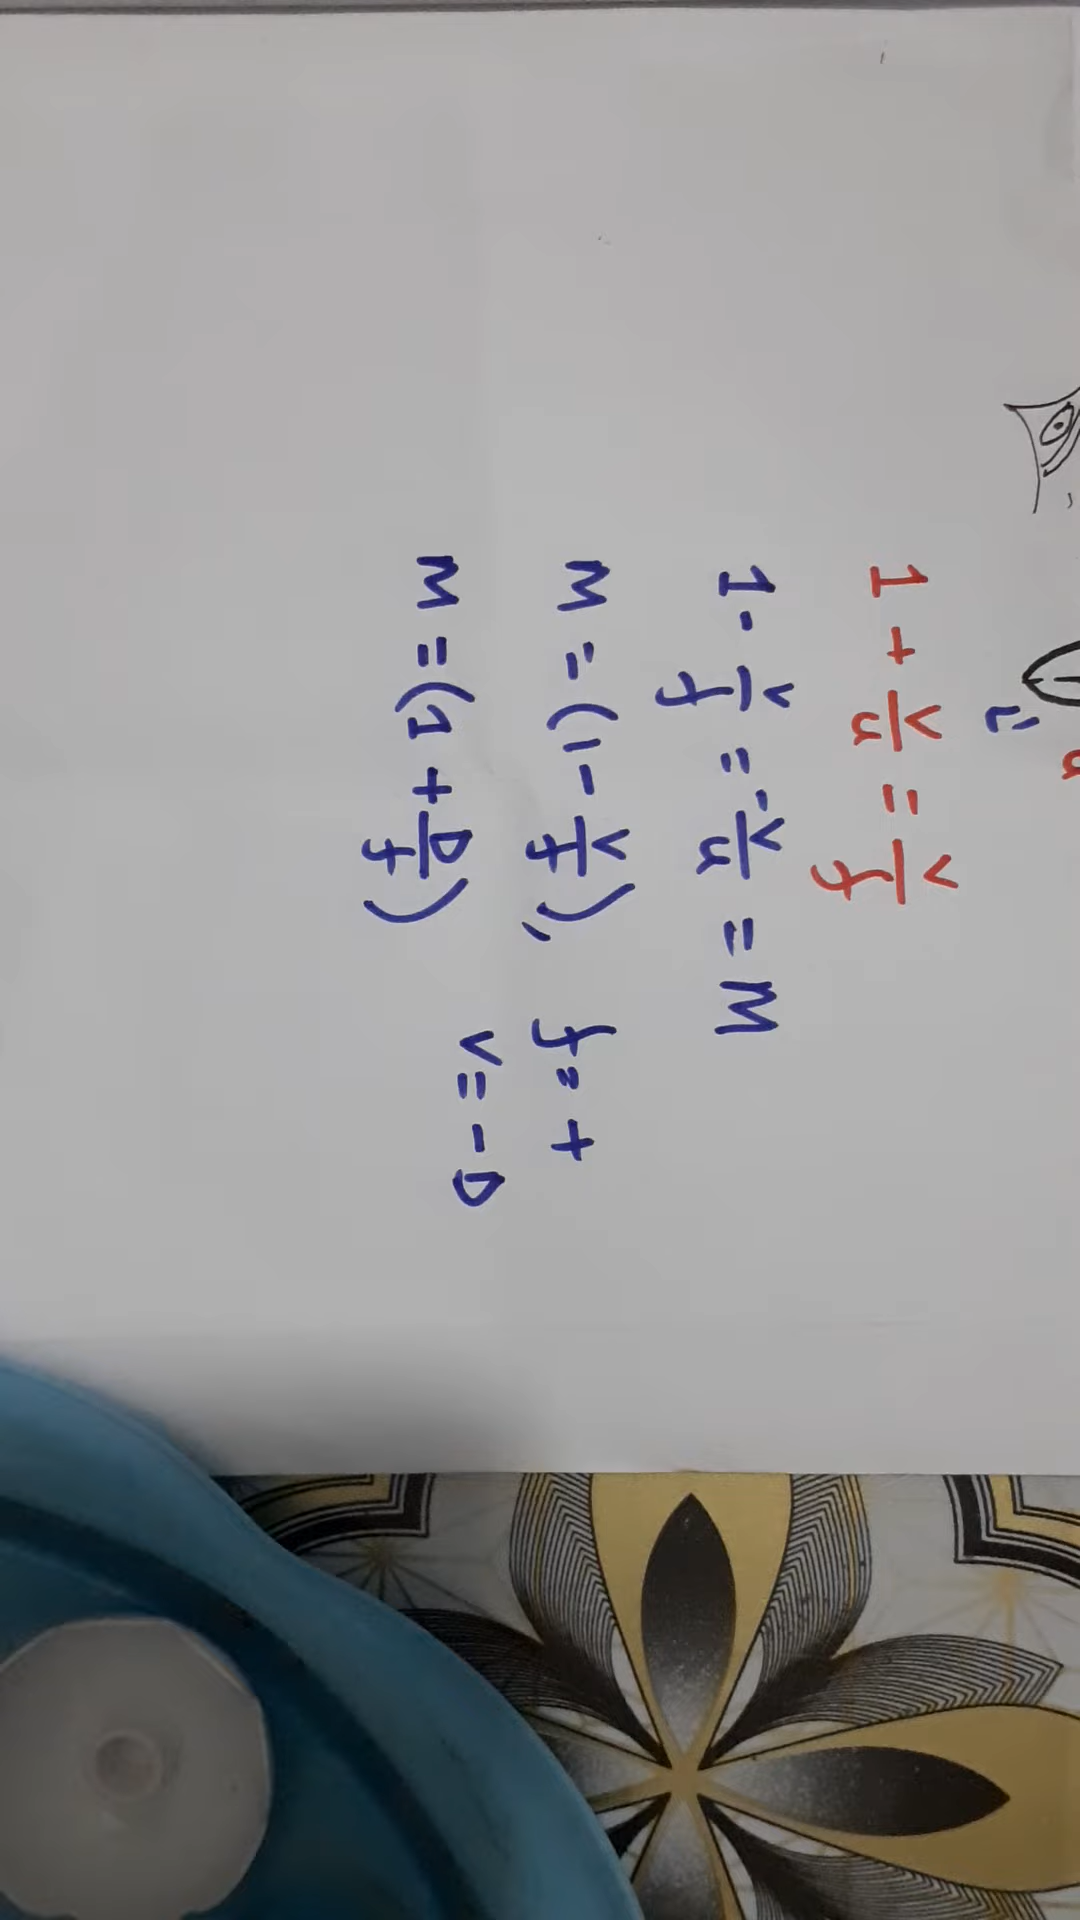 1 + v/u = v/f
1 - v/f = -v/u = M
M = (1 - v/f), f = +
v = - D
M = (1 + D/f)